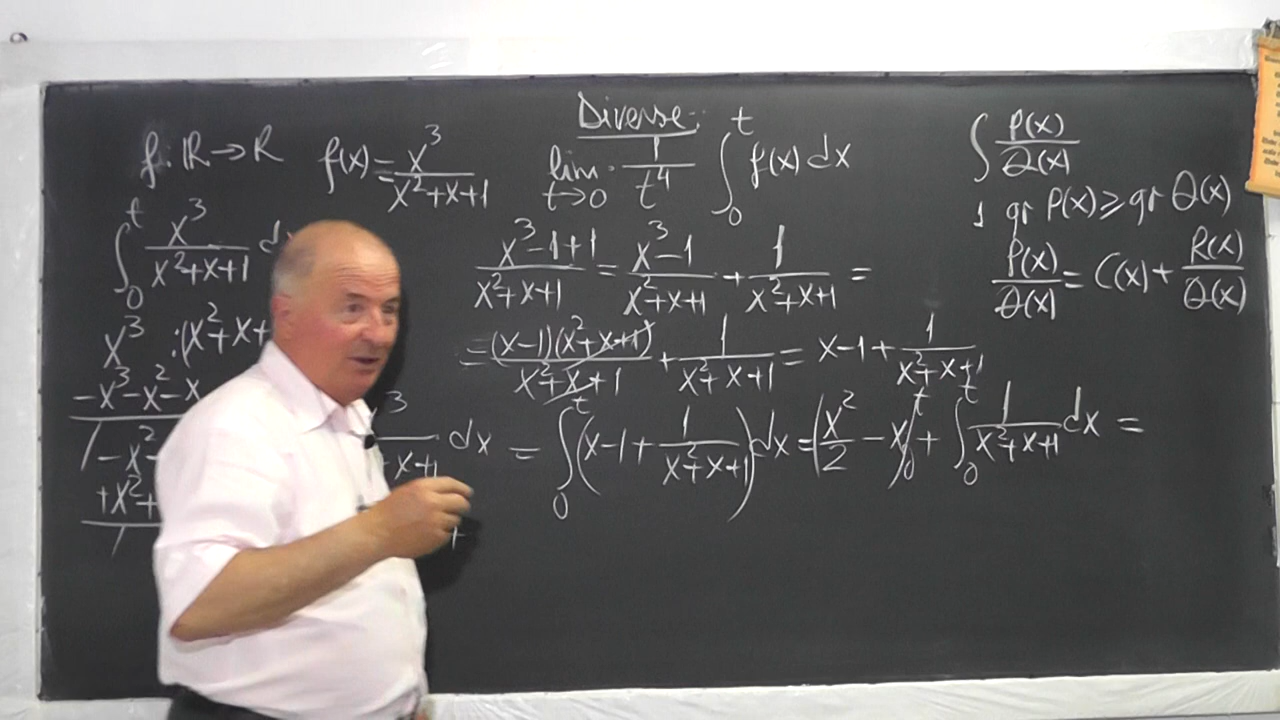 Diverse:
f: ℝ → R f(x) = x³/(x²+x+1) lim t→0 1/t⁴ ∫₀ᵗ f(x) dx
∫ P(x)/Q(x)
1 gr P(x) ≥ gr Q(x)
P(x)/Q(x) = C(x) + R(x)/Q(x)
∫₀ᵗ x³/(x²+x+1) d
(x³-1+1)/(x²+x+1) = (x³-1)/(x²+x+1) + 1/(x²+x+1) =
x³ :(x²+x+
= (x-1)(x²+x+1)/(x²+x+1) + 1/(x²+x+1) = x-1 + 1/(x²+x+1)
-x³-x²-x
/ -x²
+x²+
/
3 -x+1 dx = ∫₀ᵗ (x-1 + 1/(x²+x+1)) dx = (x²/2 - x)|₀ᵗ + ∫₀ᵗ 1/(x²+x+1) dx =